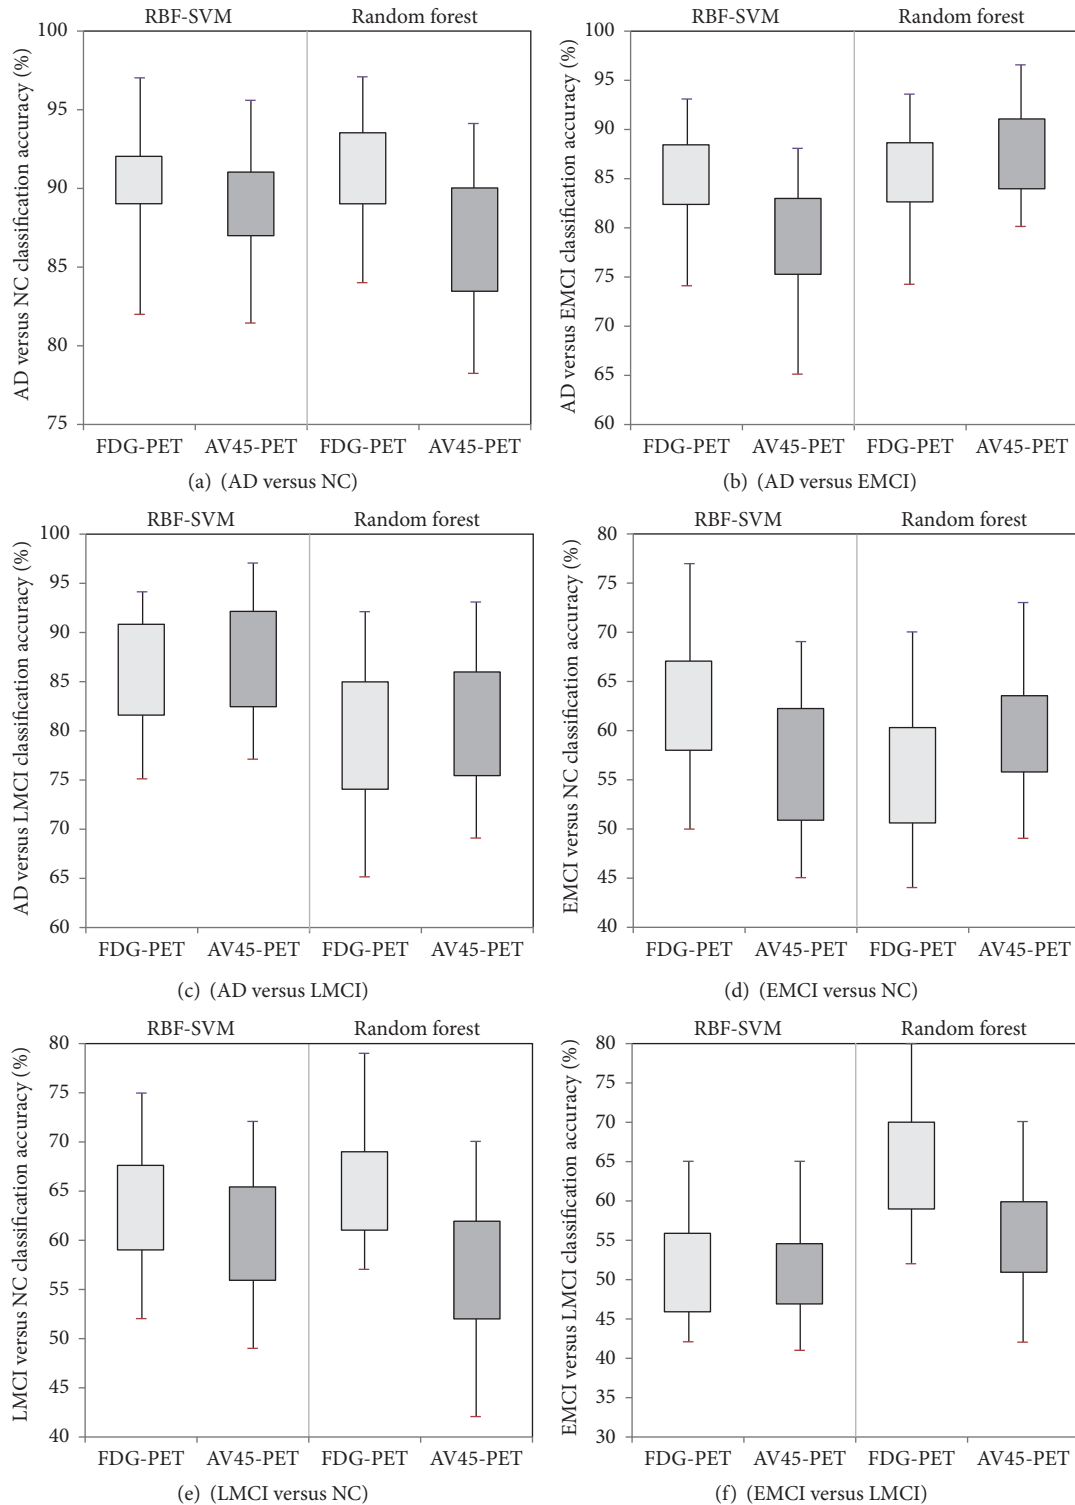 RBF-SVM Random forest
AD versus NC classification accuracy (%)
100
95
90
85
80
75
FDG-PET AV45-PET FDG-PET AV45-PET
(a) (AD versus NC)
RBF-SVM Random forest
AD versus EMCI classification accuracy (%)
100
95
90
85
80
75
70
65
60
FDG-PET AV45-PET FDG-PET AV45-PET
(b) (AD versus EMCI)
RBF-SVM Random forest
AD versus LMCI classification accuracy (%)
100
95
90
85
80
75
70
65
60
FDG-PET AV45-PET FDG-PET AV45-PET
(c) (AD versus LMCI)
RBF-SVM Random forest
EMCI versus NC classification accuracy (%)
80
75
70
65
60
55
50
45
40
FDG-PET AV45-PET FDG-PET AV45-PET
(d) (EMCI versus NC)
RBF-SVM Random forest
LMCI versus NC classification accuracy (%)
80
75
70
65
60
55
50
45
40
FDG-PET AV45-PET FDG-PET AV45-PET
(e) (LMCI versus NC)
RBF-SVM Random forest
EMCI versus LMCI classification accuracy (%)
80
75
70
65
60
55
50
45
40
35
30
FDG-PET AV45-PET FDG-PET AV45-PET
(f) (EMCI versus LMCI)